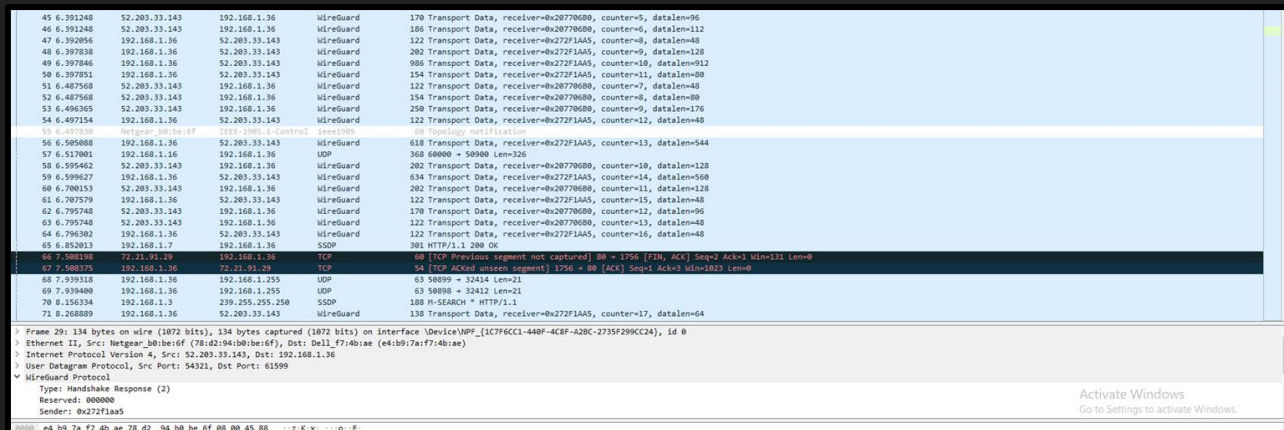 45 6.391248 52.203.33.143 192.168.1.36 WireGuard 170 Transport Data, receiver=0x207706B0, counter=5, datalen=96
46 6.391248 52.203.33.143 192.168.1.36 WireGuard 186 Transport Data, receiver=0x207706B0, counter=6, datalen=112
47 6.392056 192.168.1.36 52.203.33.143 WireGuard 122 Transport Data, receiver=0x272F1AA5, counter=8, datalen=48
48 6.397838 192.168.1.36 52.203.33.143 WireGuard 202 Transport Data, receiver=0x272F1AA5, counter=9, datalen=128
49 6.397846 192.168.1.36 52.203.33.143 WireGuard 986 Transport Data, receiver=0x272F1AA5, counter=10, datalen=912
50 6.397851 192.168.1.36 52.203.33.143 WireGuard 154 Transport Data, receiver=0x272F1AA5, counter=11, datalen=80
51 6.487568 52.203.33.143 192.168.1.36 WireGuard 122 Transport Data, receiver=0x207706B0, counter=7, datalen=48
52 6.487568 52.203.33.143 192.168.1.36 WireGuard 154 Transport Data, receiver=0x207706B0, counter=8, datalen=80
53 6.496365 52.203.33.143 192.168.1.36 WireGuard 250 Transport Data, receiver=0x207706B0, counter=9, datalen=176
54 6.497154 192.168.1.36 52.203.33.143 WireGuard 122 Transport Data, receiver=0x272F1AA5, counter=12, datalen=48
55 6.497830 Netgear_b0:be:6f IEEE-1905.1-Control ieee1905 60 Topology notification
56 6.505088 192.168.1.36 52.203.33.143 WireGuard 618 Transport Data, receiver=0x272F1AA5, counter=13, datalen=544
57 6.517001 192.168.1.16 192.168.1.36 UDP 368 60000 → 50900 Len=326
58 6.595462 52.203.33.143 192.168.1.36 WireGuard 202 Transport Data, receiver=0x207706B0, counter=10, datalen=128
59 6.599627 192.168.1.36 52.203.33.143 WireGuard 634 Transport Data, receiver=0x272F1AA5, counter=14, datalen=560
60 6.700153 52.203.33.143 192.168.1.36 WireGuard 202 Transport Data, receiver=0x207706B0, counter=11, datalen=128
61 6.707579 192.168.1.36 52.203.33.143 WireGuard 122 Transport Data, receiver=0x272F1AA5, counter=15, datalen=48
62 6.795748 52.203.33.143 192.168.1.36 WireGuard 170 Transport Data, receiver=0x207706B0, counter=12, datalen=96
63 6.795748 52.203.33.143 192.168.1.36 WireGuard 122 Transport Data, receiver=0x207706B0, counter=13, datalen=48
64 6.796302 192.168.1.36 52.203.33.143 WireGuard 122 Transport Data, receiver=0x272F1AA5, counter=16, datalen=48
65 6.852013 192.168.1.7 192.168.1.36 SSDP 301 HTTP/1.1 200 OK
66 7.508198 72.21.91.29 192.168.1.36 TCP 60 [TCP Previous segment not captured] 80 → 1756 [FIN, ACK] Seq=2 Ack=1 Win=131 Len=0
67 7.508375 192.168.1.36 72.21.91.29 TCP 54 [TCP ACKed unseen segment] 1756 → 80 [ACK] Seq=1 Ack=3 Win=1023 Len=0
68 7.939318 192.168.1.36 192.168.1.255 UDP 63 50899 → 32414 Len=21
69 7.939400 192.168.1.36 192.168.1.255 UDP 63 50898 → 32412 Len=21
70 8.156334 192.168.1.3 239.255.255.250 SSDP 188 M-SEARCH * HTTP/1.1
71 8.268889 192.168.1.36 52.203.33.143 WireGuard 138 Transport Data, receiver=0x272F1AA5, counter=17, datalen=64
> Frame 29: 134 bytes on wire (1072 bits), 134 bytes captured (1072 bits) on interface \Device\NPF_{1C7F6CC1-440F-4C8F-A2BC-2735F299CC24}, id 0
> Ethernet II, Src: Netgear_b0:be:6f (78:d2:94:b0:be:6f), Dst: Dell_f7:4b:ae (e4:b9:7a:f7:4b:ae)
> Internet Protocol Version 4, Src: 52.203.33.143, Dst: 192.168.1.36
> User Datagram Protocol, Src Port: 54321, Dst Port: 61599
WireGuard Protocol
Type: Handshake Response (2)
Reserved: 000000
Sender: 0x272f1aa5
Activate Windows
Go to Settings to activate Windows.
0000 e4 b9 7a f7 4b ae 78 d2 94 b0 be 6f 08 00 45 88 ··z·K·x· ···o··E·